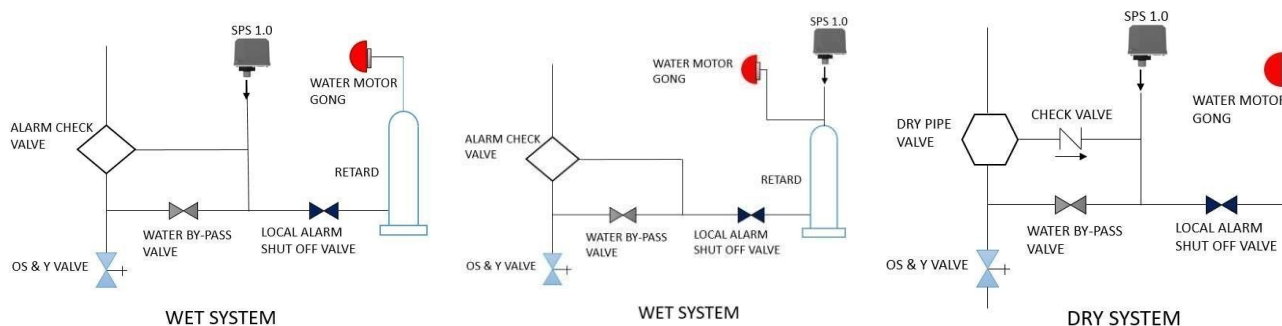 SPS 1.0
WATER MOTOR
GONG
ALARM CHECK
VALVE
RETARD
WATER BY-PASS
VALVE
LOCAL ALARM
SHUT OFF VALVE
OS & Y VALVE
WET SYSTEM
SPS 1.0
WATER MOTOR
GONG
ALARM CHECK
VALVE
RETARD
WATER BY-PASS
VALVE
LOCAL ALARM
SHUT OFF VALVE
OS & Y VALVE
WET SYSTEM
SPS 1.0
WATER MOTOR
GONG
CHECK VALVE
DRY PIPE
VALVE
WATER BY-PASS
VALVE
LOCAL ALARM
SHUT OFF VALVE
OS & Y VALVE
DRY SYSTEM